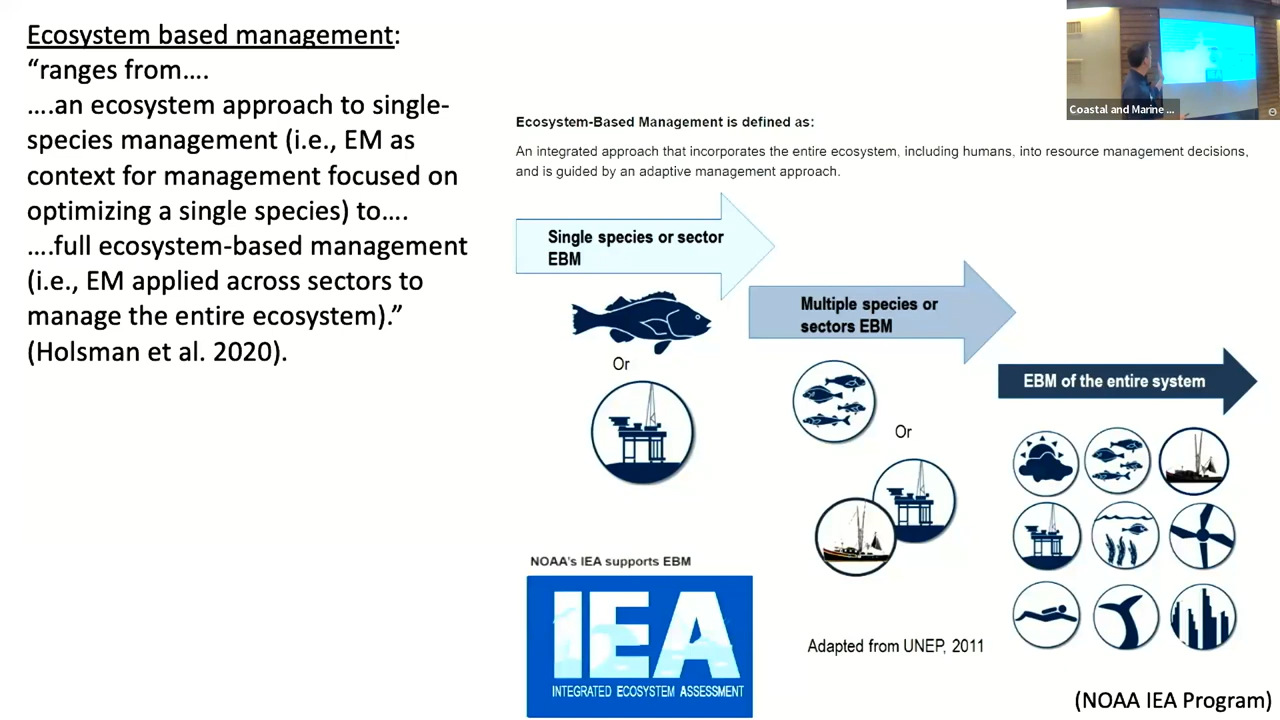 Ecosystem based management:
“ranges from….
….an ecosystem approach to single-
species management (i.e., EM as
context for management focused on
optimizing a single species) to….
….full ecosystem-based management
(i.e., EM applied across sectors to
manage the entire ecosystem).”
(Holsman et al. 2020).
Coastal and Marine ...
Ecosystem-Based Management is defined as:
An integrated approach that incorporates the entire ecosystem, including humans, into resource management decisions,
and is guided by an adaptive management approach.
Single species or sector
EBM
Or
Multiple species or
sectors EBM
Or
EBM of the entire system
NOAA's IEA supports EBM
IEA
INTEGRATED ECOSYSTEM ASSESSMENT
Adapted from UNEP, 2011
(NOAA IEA Program)